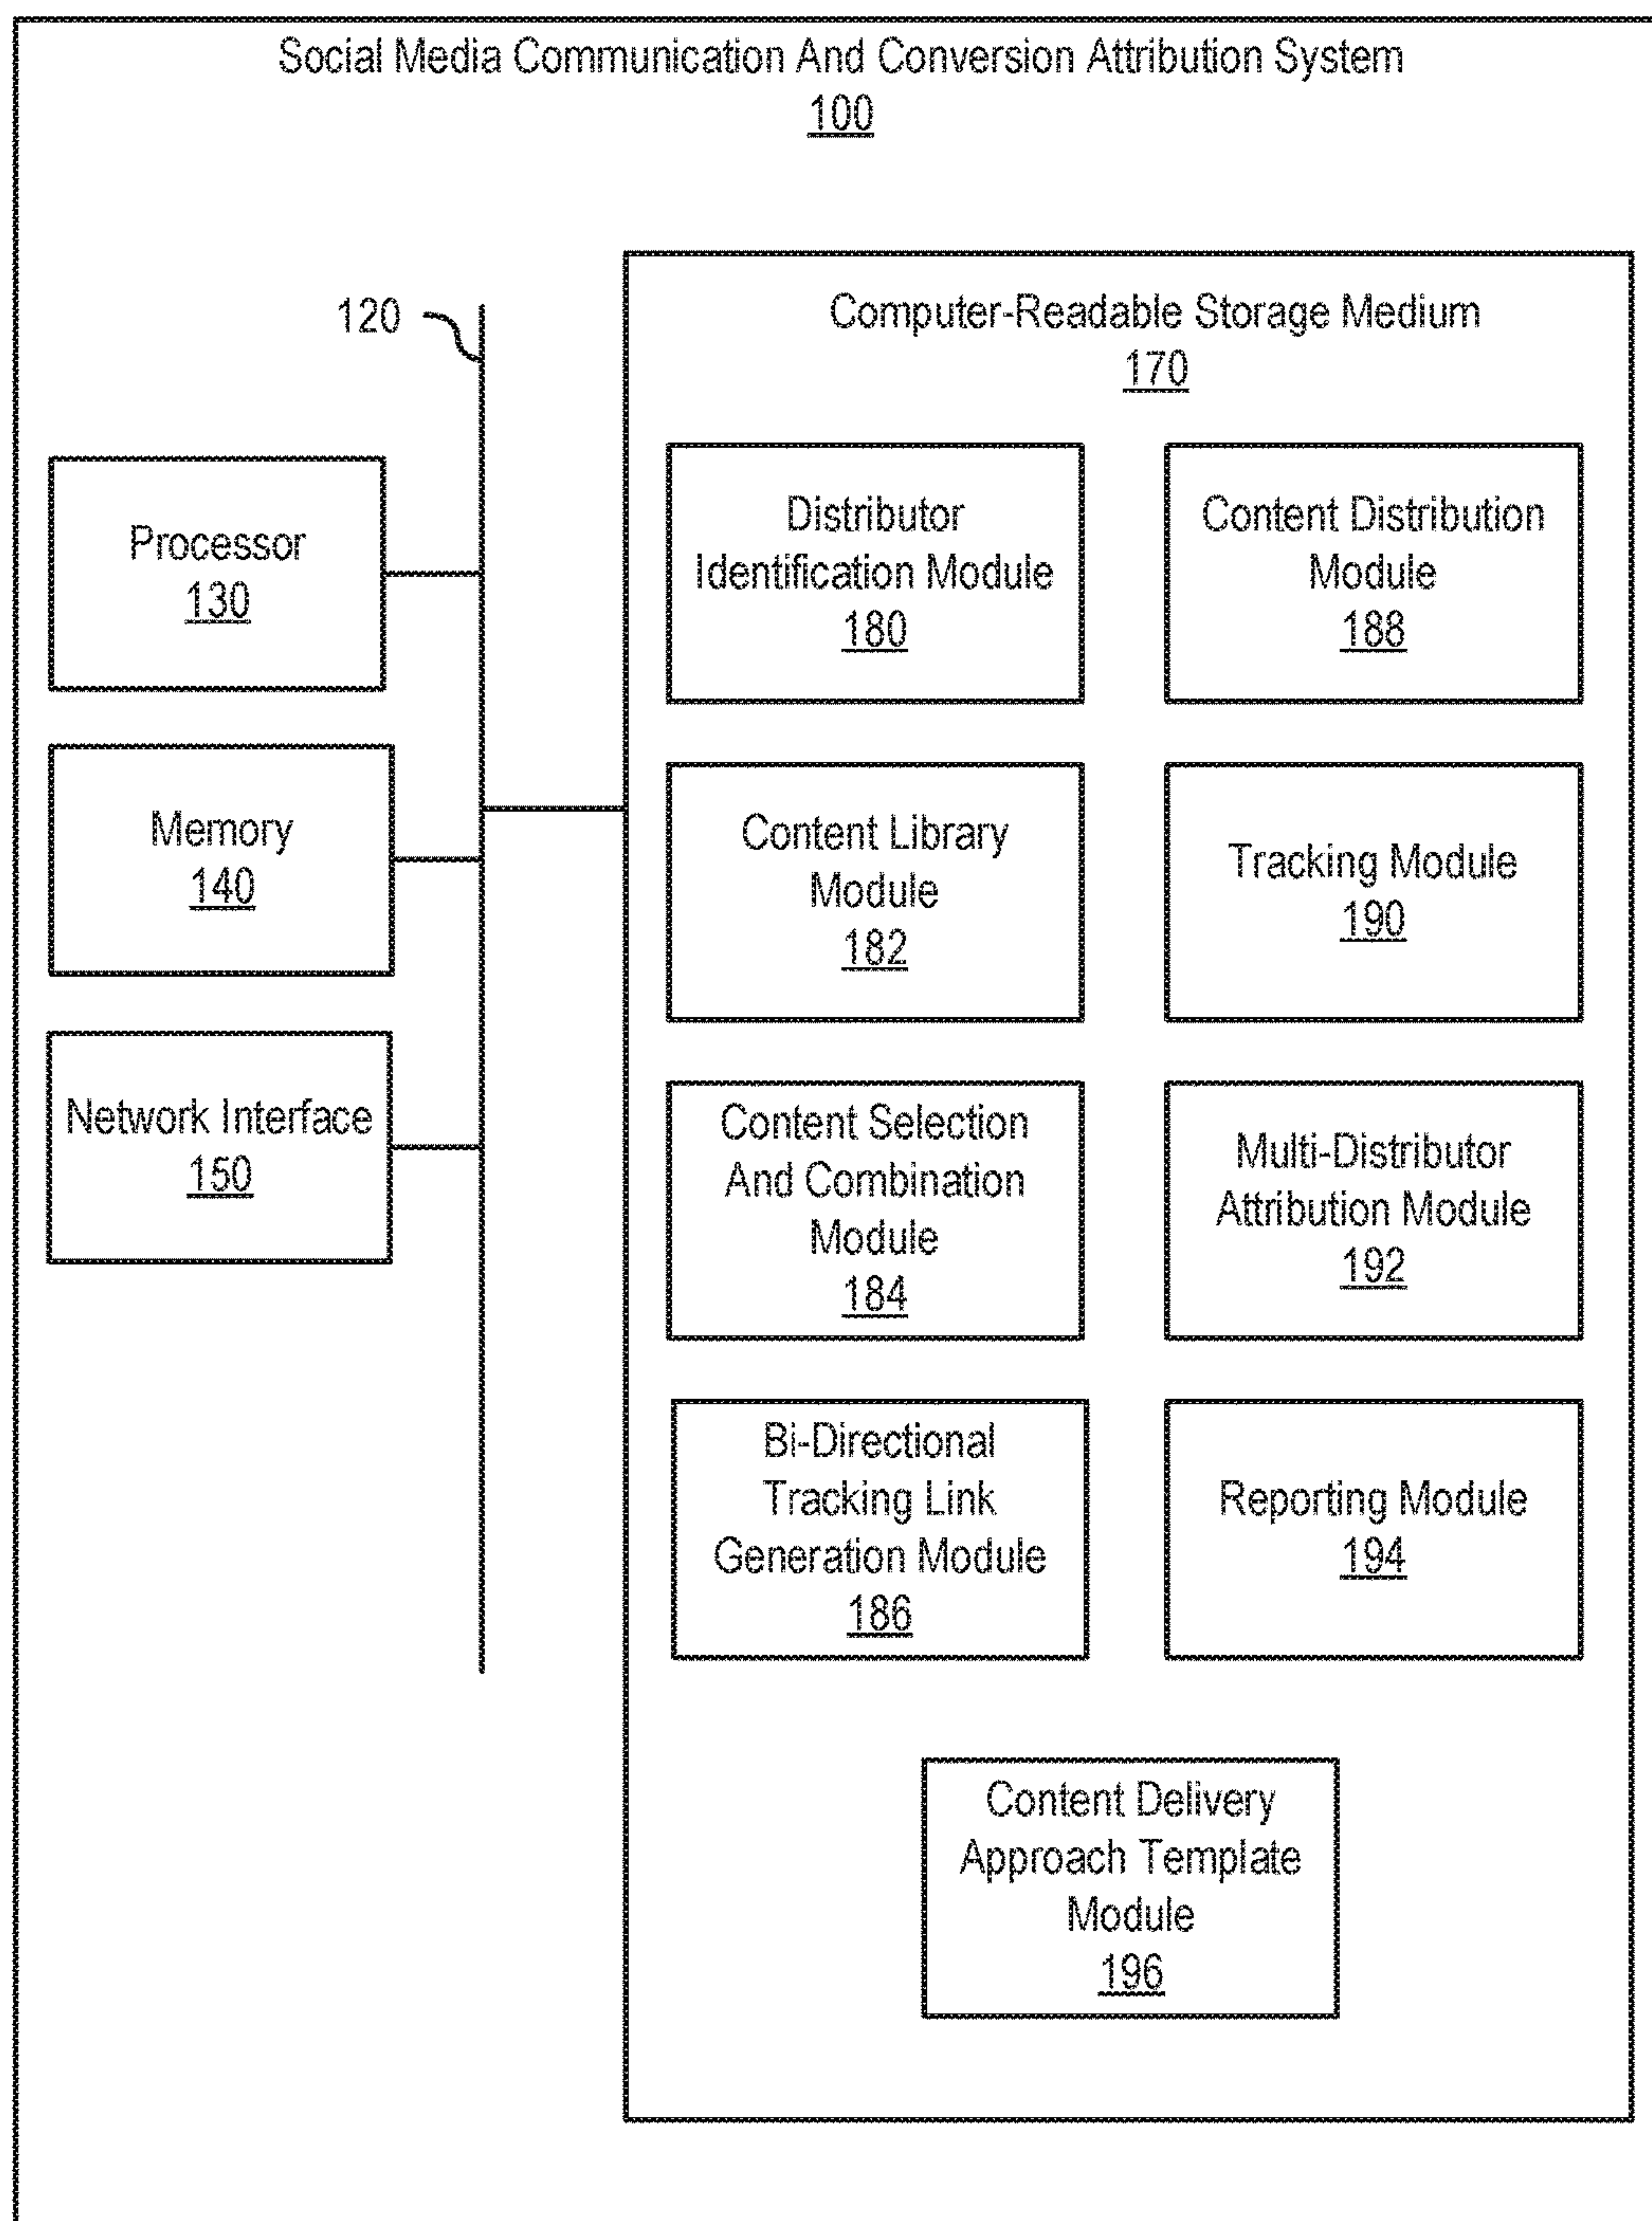 Social Media Communication And Conversion Attribution System
100
120
Processor
130
Memory
140
Network Interface
150
Computer-Readable Storage Medium
170
Distributor
Identification Module
180
Content Distribution
Module
188
Content Library
Module
182
Tracking Module
190
Content Selection
And Combination
Module
184
Multi-Distributor
Attribution Module
192
Bi-Directional
Tracking Link
Generation Module
186
Reporting Module
194
Content Delivery
Approach Template
Module
196